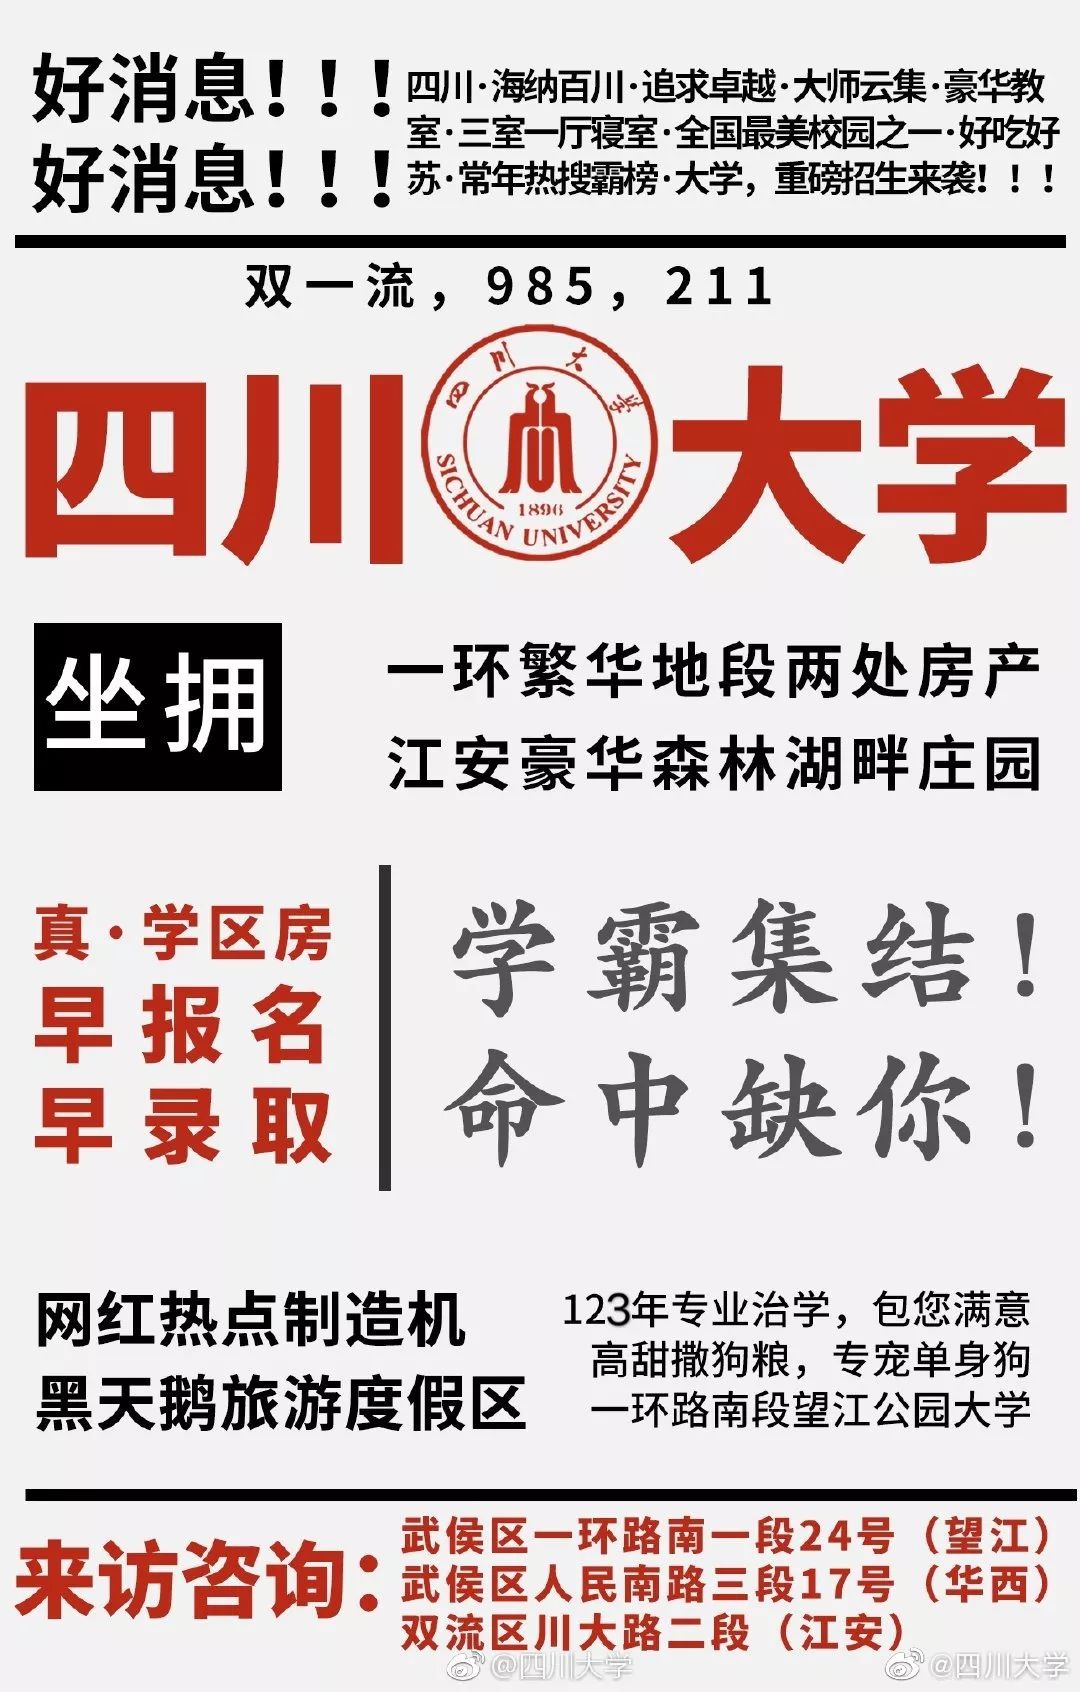 好消息！！！
好消息！！！
四川·海纳百川·追求卓越·大师云集·豪华教
室·三室一厅寝室·全国最美校园之一·好吃好
苏·常年热搜霸榜·大学，重磅招生来袭！！！
双一流，985，211
四川大学
四川大学
SICHUAN UNIVERSITY
1896
坐拥
一环繁华地段两处房产
江安豪华森林湖畔庄园
真·学区房
早报名
早录取
学霸集结！
命中缺你！
网红热点制造机
黑天鹅旅游度假区
123年专业治学，包您满意
高甜撒狗粮，专宠单身狗
一环路南段望江公园大学
来访咨询：
武侯区一环路南一段24号（望江）
武侯区人民南路三段17号（华西）
双流区川大路二段（江安）
@四川大学
@四川大学